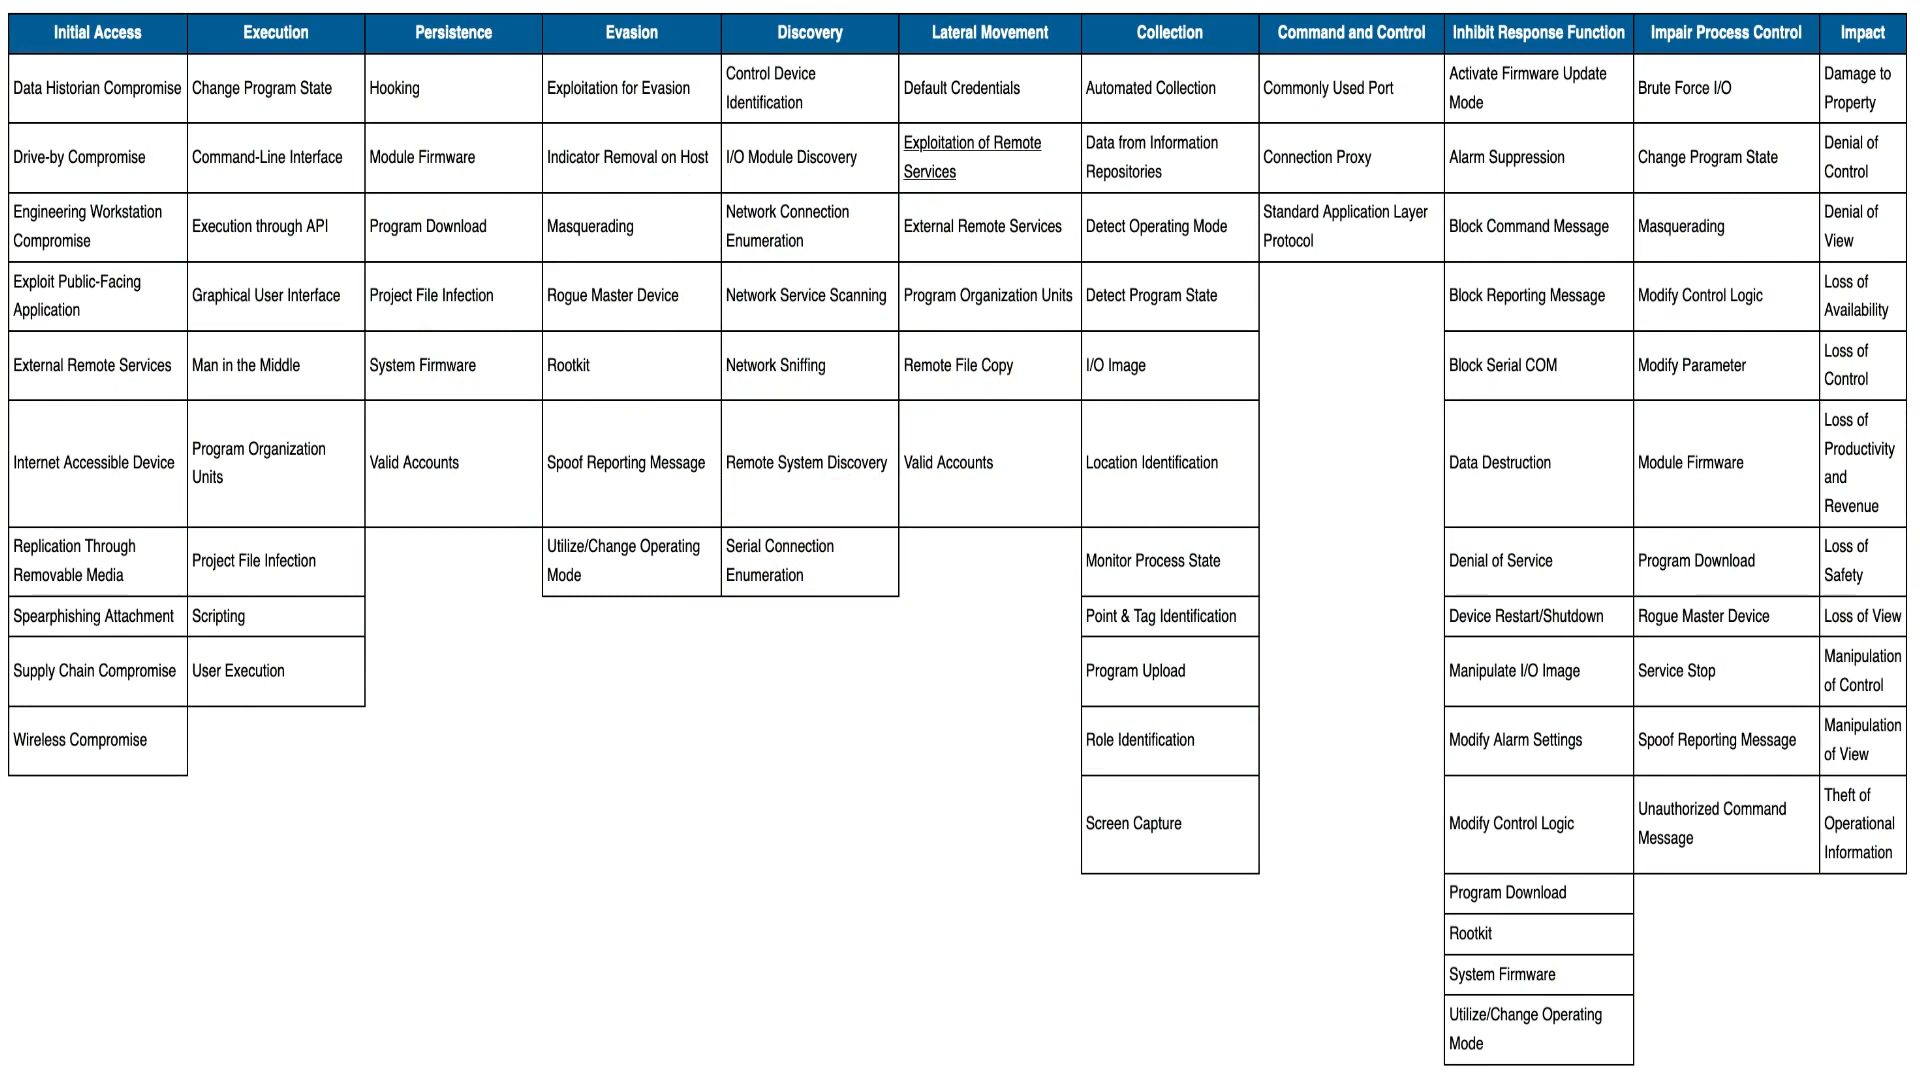 Initial Access Execution Persistence Evasion Discovery Lateral Movement Collection Command and Control Inhibit Response Function Impair Process Control Impact
Data Historian Compromise
Change Program State
Hooking
Exploitation for Evasion
Control Device
Identification
Default Credentials
Automated Collection
Commonly Used Port
Activate Firmware Update
Mode
Brute Force I/O
Damage to
Property
Drive-by Compromise
Command-Line Interface
Module Firmware
Indicator Removal on Host
I/O Module Discovery
Exploitation of Remote
Services
Data from Information
Repositories
Connection Proxy
Alarm Suppression
Change Program State
Denial of
Control
Engineering Workstation
Compromise
Execution through API
Program Download
Masquerading
Network Connection
Enumeration
External Remote Services
Detect Operating Mode
Standard Application Layer
Protocol
Block Command Message
Masquerading
Denial of
View
Exploit Public-Facing
Application
Graphical User Interface
Project File Infection
Rogue Master Device
Network Service Scanning
Program Organization Units
Detect Program State
Block Reporting Message
Modify Control Logic
Loss of
Availability
External Remote Services
Man in the Middle
System Firmware
Rootkit
Network Sniffing
Remote File Copy
I/O Image
Block Serial COM
Modify Parameter
Loss of
Control
Internet Accessible Device
Program Organization
Units
Valid Accounts
Spoof Reporting Message
Remote System Discovery
Valid Accounts
Location Identification
Data Destruction
Module Firmware
Loss of
Productivity
and
Revenue
Replication Through
Removable Media
Project File Infection
Utilize/Change Operating
Mode
Serial Connection
Enumeration
Monitor Process State
Denial of Service
Program Download
Loss of
Safety
Spearphishing Attachment
Scripting
Point & Tag Identification
Device Restart/Shutdown
Rogue Master Device
Loss of View
Supply Chain Compromise
User Execution
Program Upload
Manipulate I/O Image
Service Stop
Manipulation
of Control
Wireless Compromise
Role Identification
Modify Alarm Settings
Spoof Reporting Message
Manipulation
of View
Screen Capture
Modify Control Logic
Unauthorized Command
Message
Theft of
Operational
Information
Program Download
Rootkit
System Firmware
Utilize/Change Operating
Mode